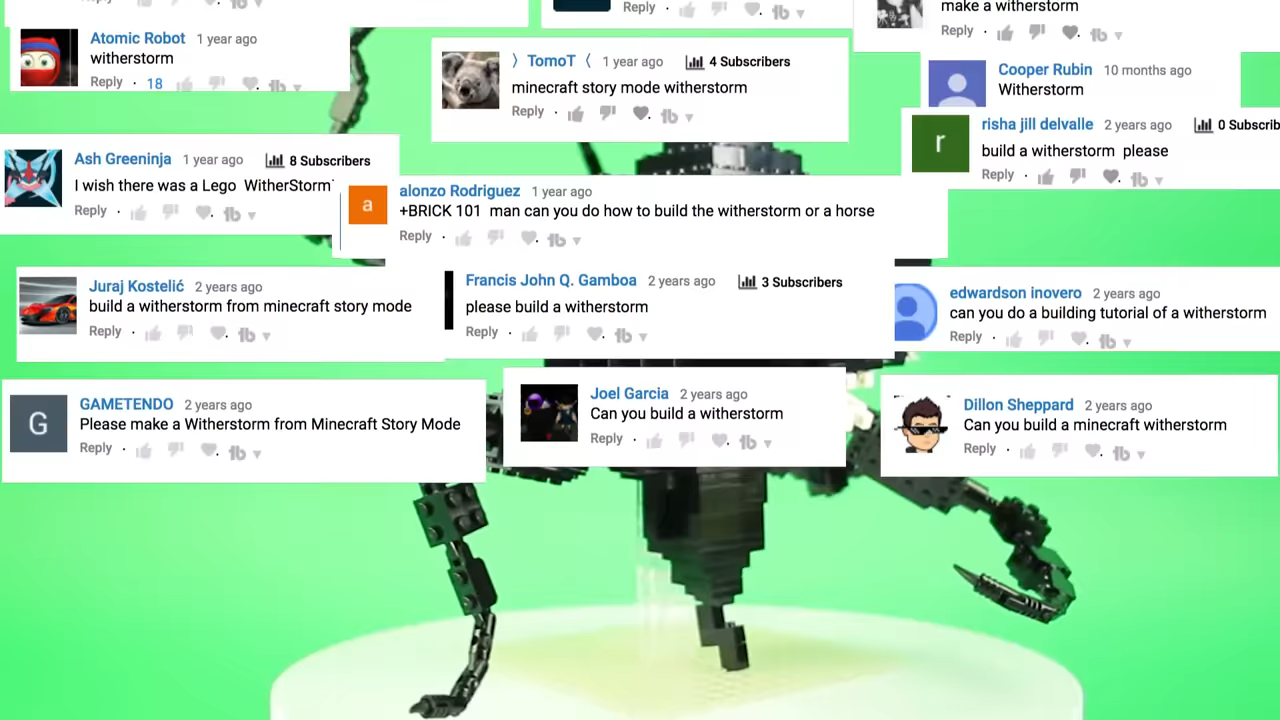 Reply ·
make a witherstorm
Reply ·
Atomic Robot 1 year ago
witherstorm
Reply · 18
〉 TomoT 〈 1 year ago 4 Subscribers
minecraft story mode witherstorm
Reply ·
Cooper Rubin 10 months ago
Witherstorm
r
risha jill delvalle 2 years ago 0 Subscrib
build a witherstorm please
Reply ·
Ash Greeninja 1 year ago 8 Subscribers
I wish there was a Lego WitherStorm
Reply ·
a
alonzo Rodriguez 1 year ago
+BRICK 101 man can you do how to build the witherstorm or a horse
Reply ·
Juraj Kostelić 2 years ago
build a witherstorm from minecraft story mode
Reply ·
Francis John Q. Gamboa 2 years ago 3 Subscribers
please build a witherstorm
Reply ·
edwardson inovero 2 years ago
can you do a building tutorial of a witherstorm
Reply ·
G
GAMETENDO 2 years ago
Please make a Witherstorm from Minecraft Story Mode
Reply ·
Joel Garcia 2 years ago
Can you build a witherstorm
Reply ·
Dillon Sheppard 2 years ago
Can you build a minecraft witherstorm
Reply ·